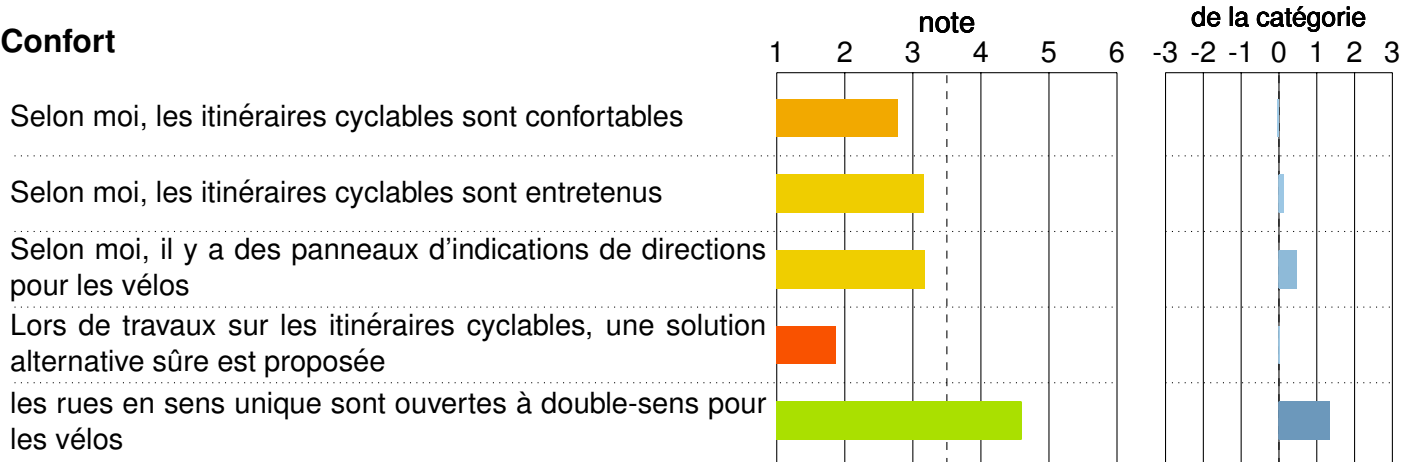 note
de la catégorie
Confort
1 2 3 4 5 6
-3 -2 -1 0 1 2 3
Selon moi, les itinéraires cyclables sont confortables
Selon moi, les itinéraires cyclables sont entretenus
Selon moi, il y a des panneaux d'indications de directions
pour les vélos
Lors de travaux sur les itinéraires cyclables, une solution
alternative sûre est proposée
les rues en sens unique sont ouvertes à double-sens pour
les vélos